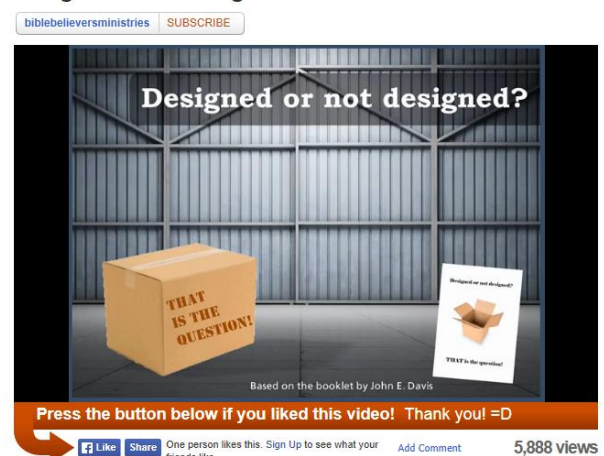 biblebelieversministries SUBSCRIBE
Designed or not designed?
THAT
IS THE
QUESTION!
Designed or not designed?
THAT is the question!
Based on the booklet by John E. Davis
Press the button below if you liked this video! Thank you! =D
Like Share One person likes this. Sign Up to see what your Add Comment 5,888 views
friends like.